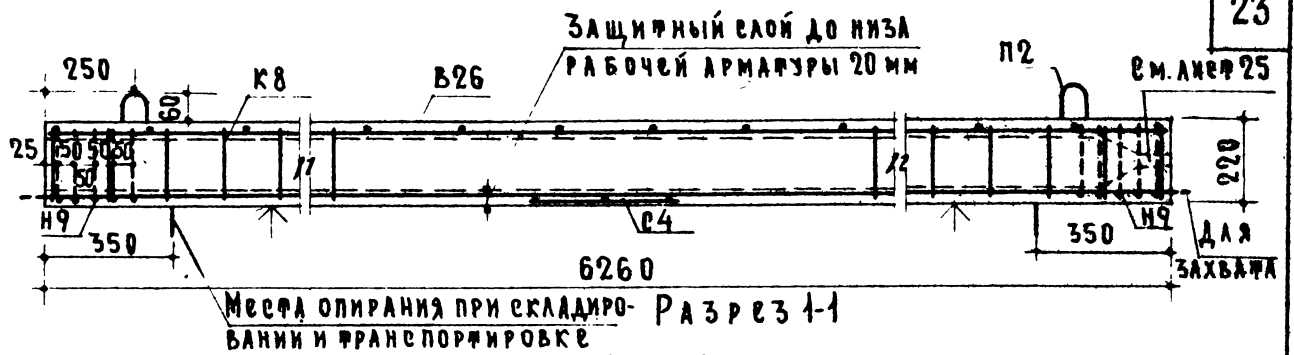 23
Защитный слой до низа
рабочей арматуры 20 мм
250
60
К8
В26
П2
См. лист 25
25
50 50 50
50
220
Н9
С4
Н9
350
350
Для
захвата
6260
Места опирания при складиро-
вании и транспортировке
Разрез 1-1